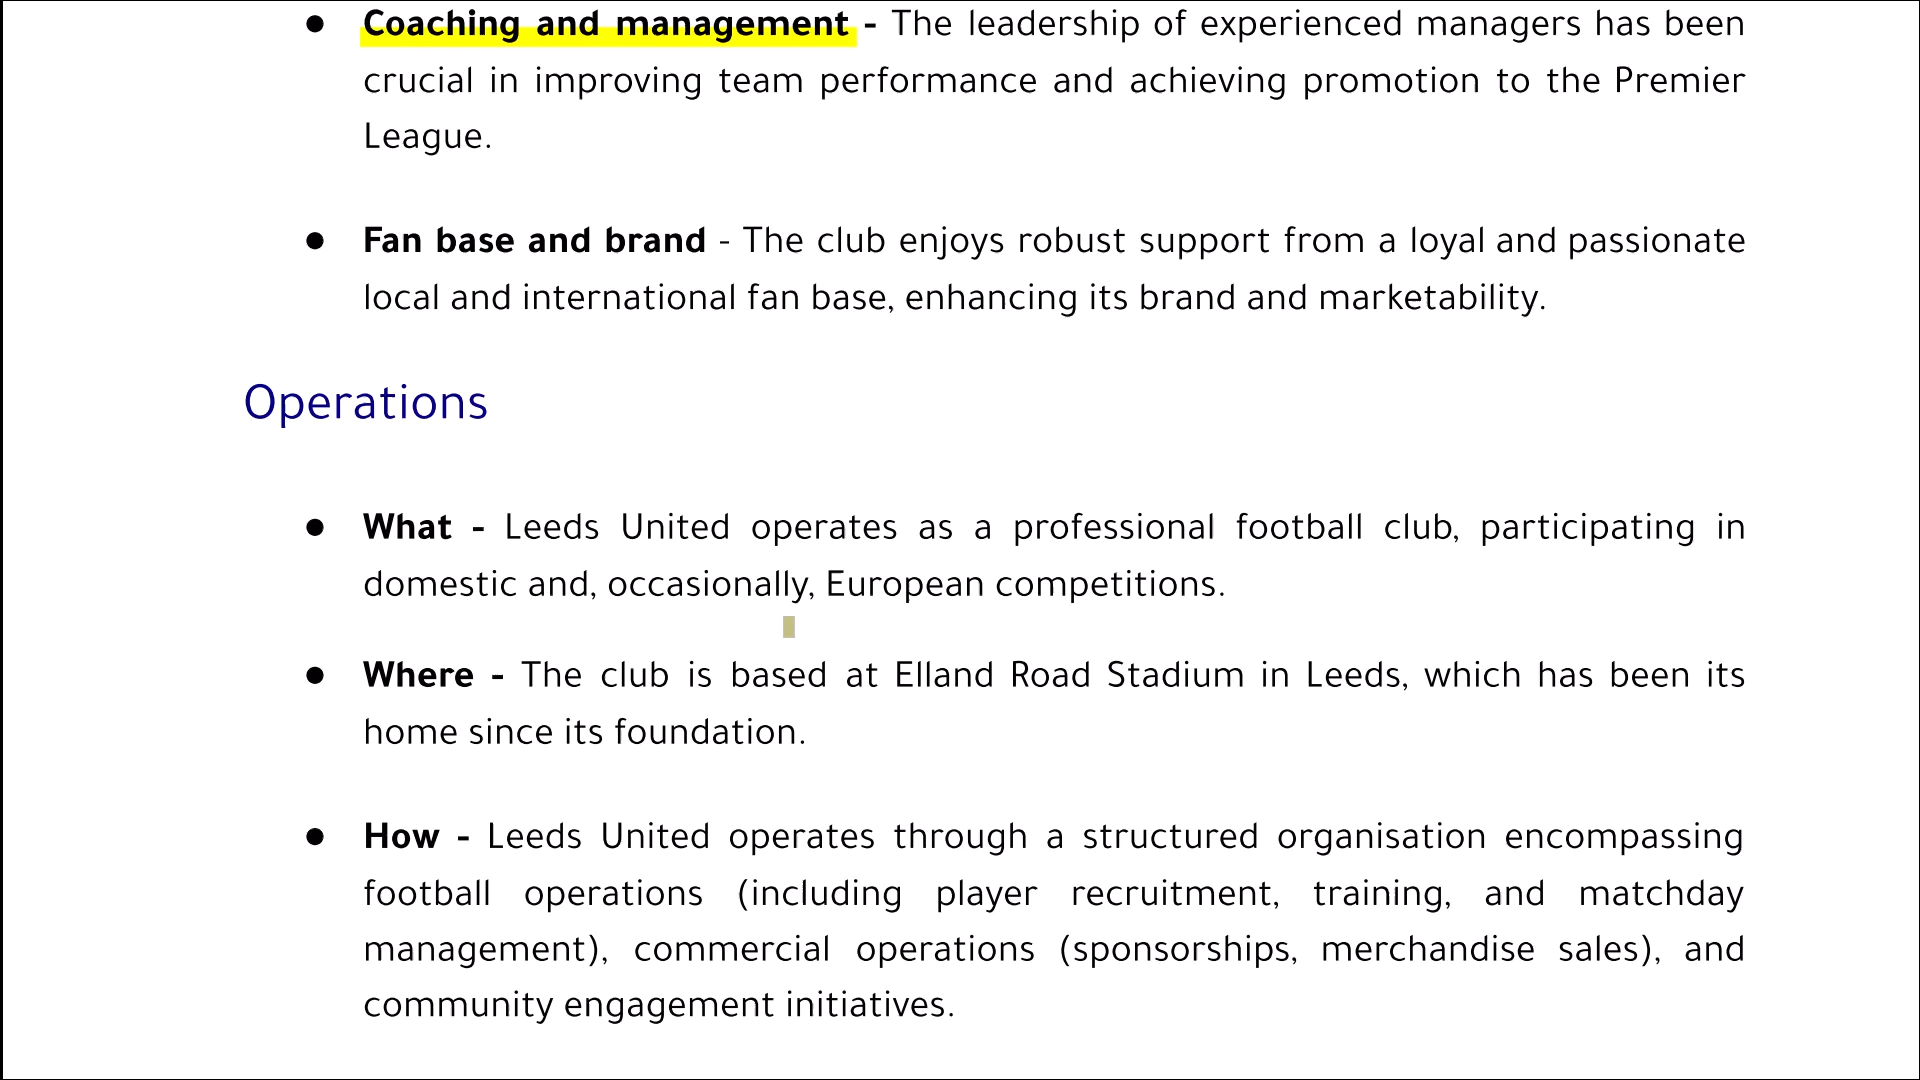 ● Coaching and management - The leadership of experienced managers has been
crucial in improving team performance and achieving promotion to the Premier
League.
● Fan base and brand - The club enjoys robust support from a loyal and passionate
local and international fan base, enhancing its brand and marketability.
Operations
● What - Leeds United operates as a professional football club, participating in
domestic and, occasionally, European competitions.
● Where - The club is based at Elland Road Stadium in Leeds, which has been its
home since its foundation.
● How - Leeds United operates through a structured organisation encompassing
football operations (including player recruitment, training, and matchday
management), commercial operations (sponsorships, merchandise sales), and
community engagement initiatives.